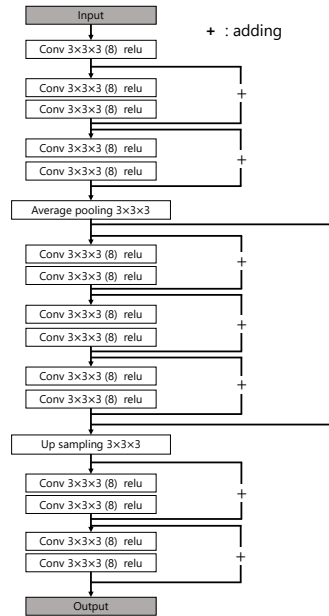 Input
+ : adding
Conv 3×3×3 (8) relu
Conv 3×3×3 (8) relu
Conv 3×3×3 (8) relu
+
Conv 3×3×3 (8) relu
Conv 3×3×3 (8) relu
+
Average pooling 3×3×3
Conv 3×3×3 (8) relu
Conv 3×3×3 (8) relu
+
Conv 3×3×3 (8) relu
Conv 3×3×3 (8) relu
+
Conv 3×3×3 (8) relu
Conv 3×3×3 (8) relu
+
Up sampling 3×3×3
Conv 3×3×3 (8) relu
Conv 3×3×3 (8) relu
+
Conv 3×3×3 (8) relu
Conv 3×3×3 (8) relu
+
Output